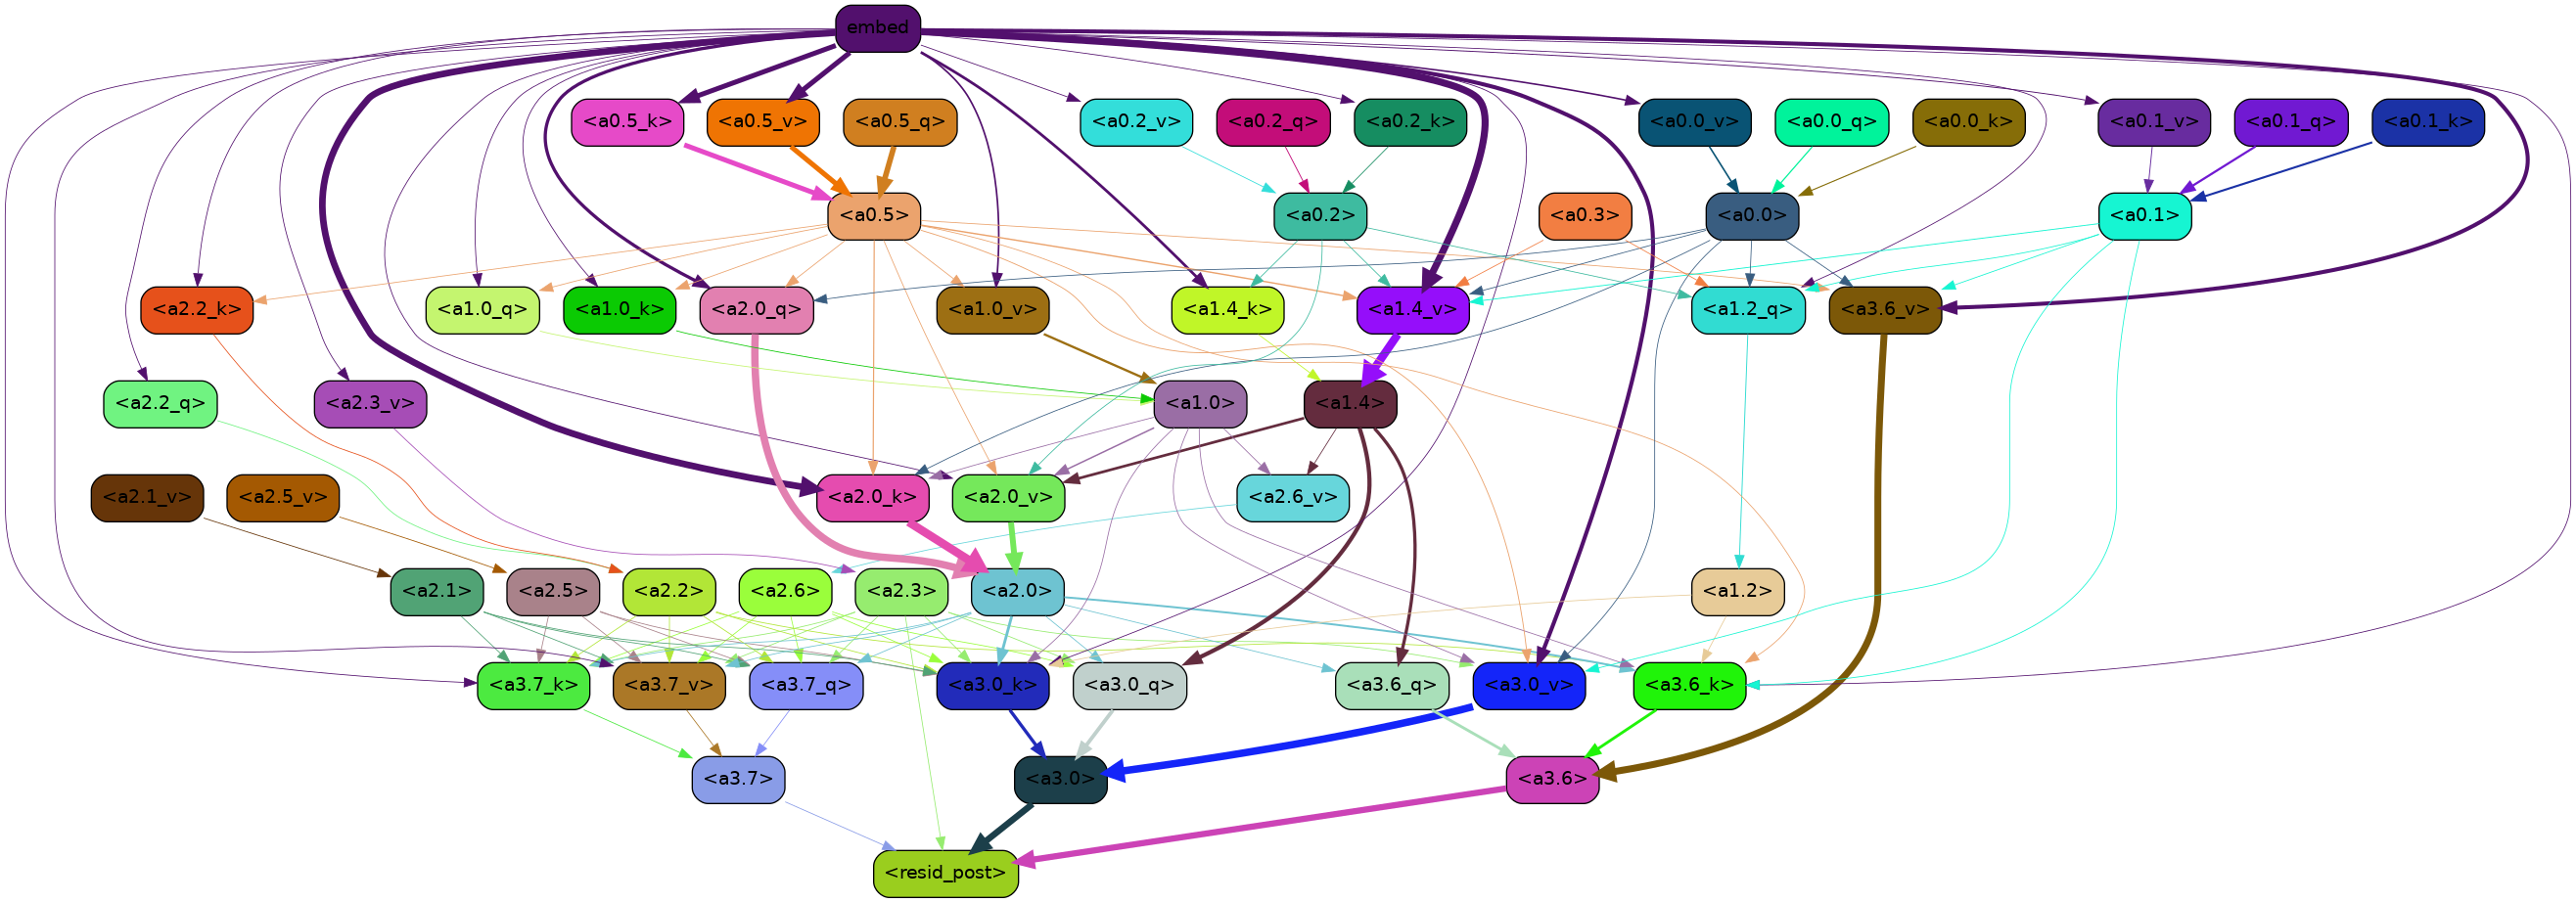 embed
<a0.5_k>
<a0.5_v>
<a0.5_q>
<a0.2_v>
<a0.2_q>
<a0.2_k>
<a0.0_v>
<a0.0_q>
<a0.0_k>
<a0.1_v>
<a0.1_q>
<a0.1_k>
<a0.5>
<a0.2>
<a0.3>
<a0.0>
<a0.1>
<a2.2_k>
<a1.0_q>
<a1.0_k>
<a2.0_q>
<a1.0_v>
<a1.4_k>
<a1.4_v>
<a1.2_q>
<a3.6_v>
<a2.2_q>
<a2.3_v>
<a1.0>
<a1.4>
<a2.1_v>
<a2.5_v>
<a2.0_k>
<a2.0_v>
<a2.6_v>
<a2.1>
<a2.5>
<a2.2>
<a2.6>
<a2.3>
<a2.0>
<a1.2>
<a3.7_k>
<a3.7_v>
<a3.7_q>
<a3.0_k>
<a3.0_q>
<a3.6_q>
<a3.0_v>
<a3.6_k>
<a3.7>
<a3.0>
<a3.6>
<resid_post>